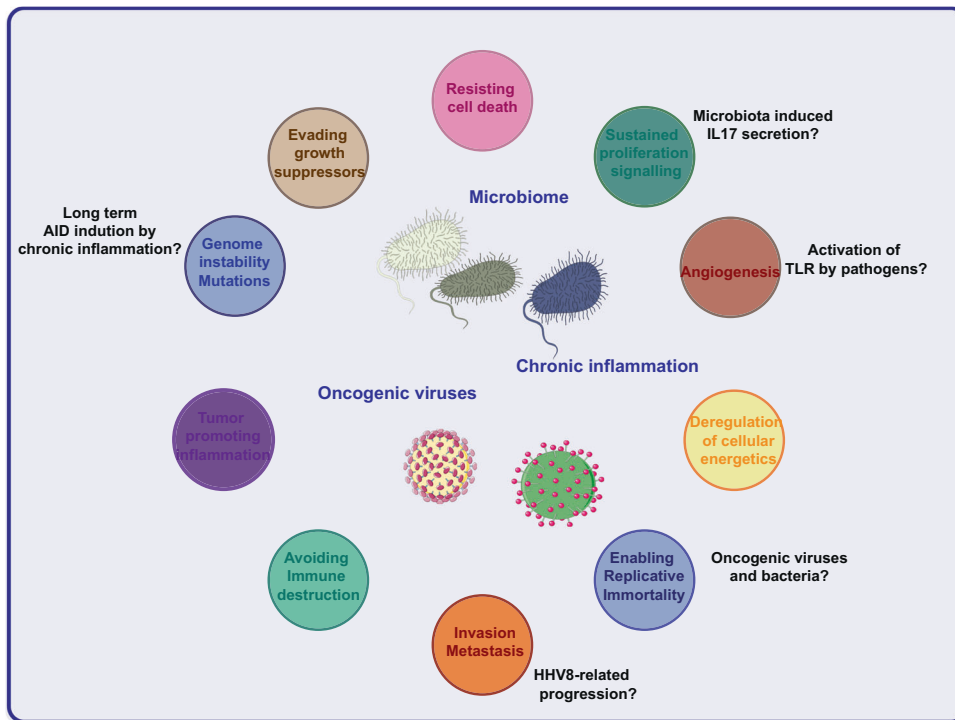 Resisting
cell death
Evading
growth
suppressors
Sustained
proliferation
signalling
Microbiota induced
IL17 secretion?
Microbiome
Long term
AID indution by
chronic inflammation?
Genome
instability
Mutations
Angiogenesis
Activation of
TLR by pathogens?
Chronic inflammation
Oncogenic viruses
Tumor
promoting
inflammation
Deregulation
of cellular
energetics
Avoiding
Immune
destruction
Enabling
Replicative
Immortality
Oncogenic viruses
and bacteria?
Invasion
Metastasis
HHV8-related
progression?